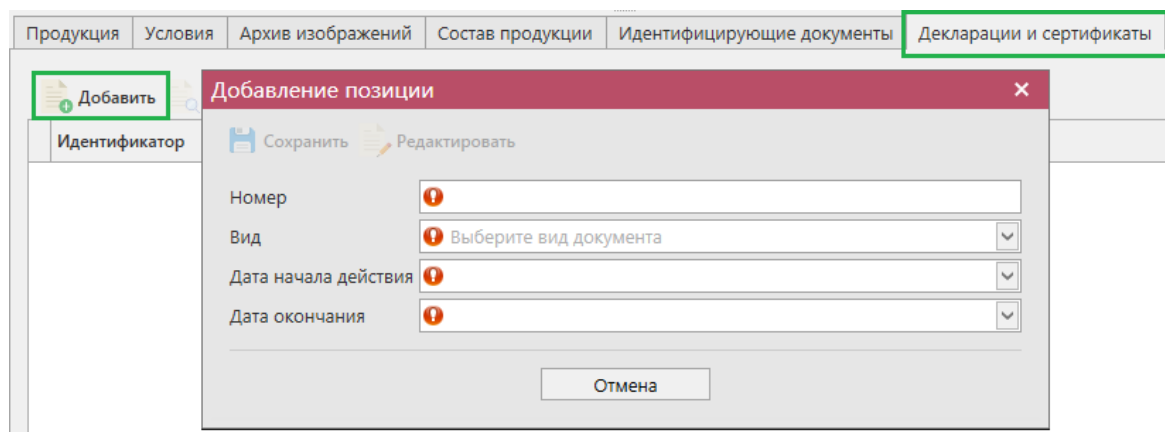 Продукция Условия Архив изображений Состав продукции Идентифицирующие документы Декларации и сертификаты
Добавить
Добавление позиции
Идентификатор
Сохранить Редактировать
Номер
Вид Выберите вид документа
Дата начала действия
Дата окончания
Отмена